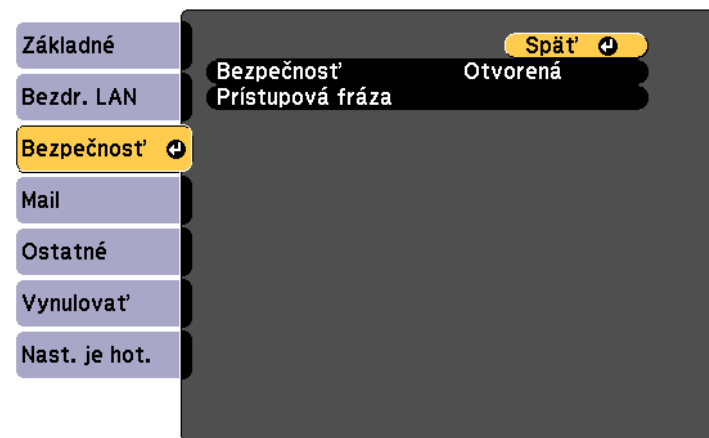 Základné
Bezdr. LAN
Bezpečnosť
Mail
Ostatné
Vynulovať
Nast. je hot.
Späť
Bezpečnosť Otvorená
Prístupová fráza